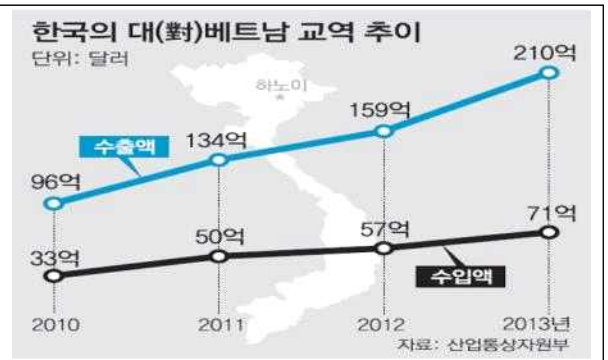 한국의 대(對)베트남 교역 추이
단위: 달러
하노이
210억
159억
134억
수출액
96억
71억
57억
50억
33억
수입액
2010 2011 2012 2013년
자료: 산업통상자원부